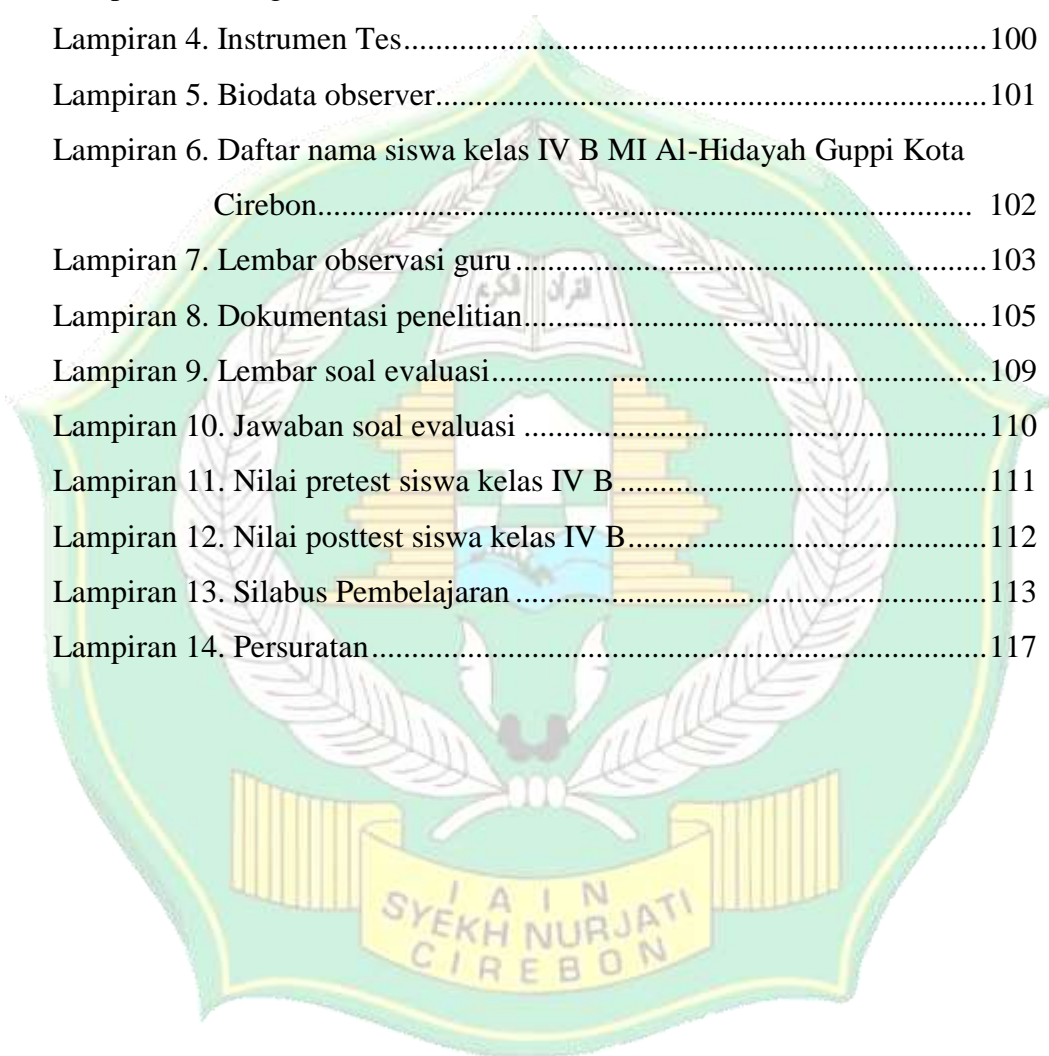 Lampiran 4. Instrumen Tes..............................................................100
Lampiran 5. Biodata observer..........................................................101
Lampiran 6. Daftar nama siswa kelas IV B MI Al-Hidayah Guppi Kota
Cirebon..................................................................... 102
Lampiran 7. Lembar observasi guru..................................................103
Lampiran 8. Dokumentasi penelitian.................................................105
Lampiran 9. Lembar soal evaluasi....................................................109
Lampiran 10. Jawaban soal evaluasi .................................................110
Lampiran 11. Nilai pretest siswa kelas IV B.......................................111
Lampiran 12. Nilai posttest siswa kelas IV B......................................112
Lampiran 13. Silabus Pembelajaran ..................................................113
Lampiran 14. Persuratan.................................................................117
القرآن الكريم
IAIN
SYEKH NURJATI
CIREBON